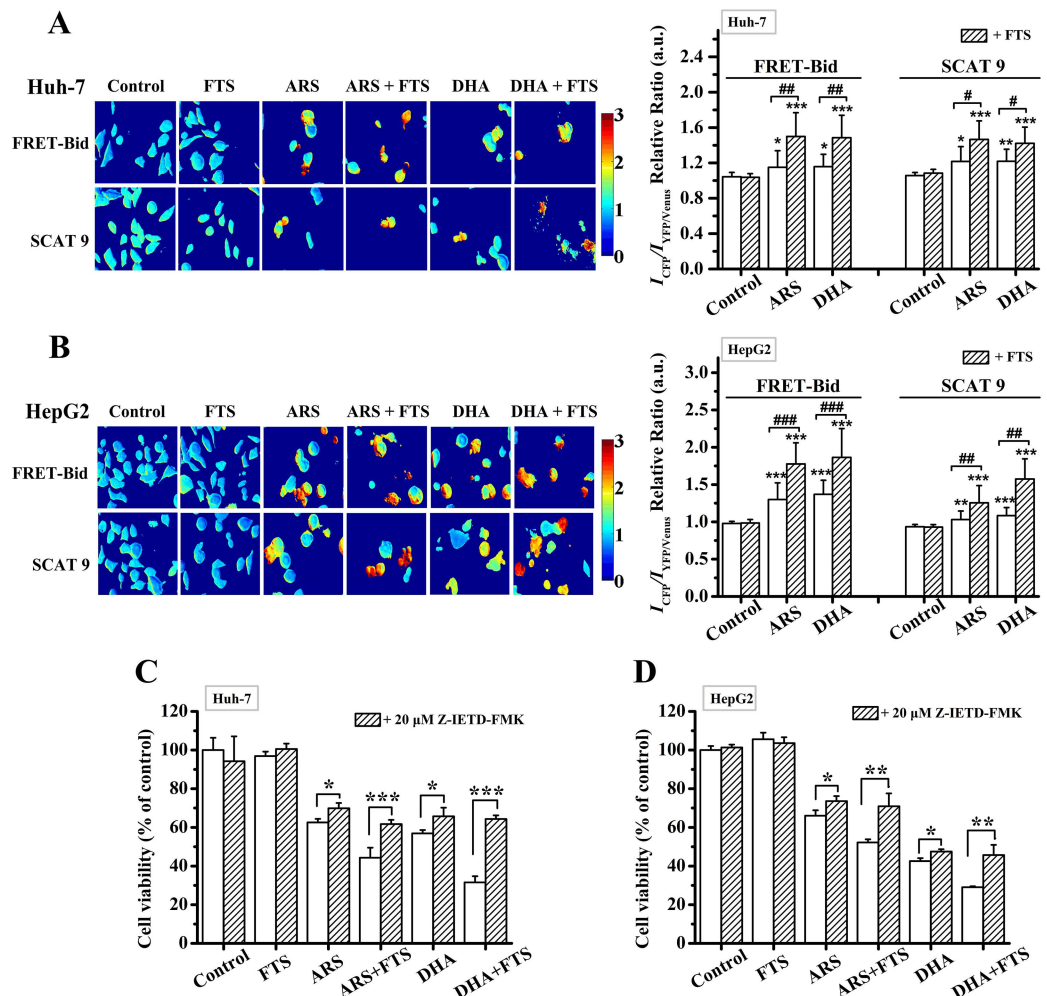 A
Huh-7 Control FTS ARS ARS + FTS DHA DHA + FTS
FRET-Bid
SCAT 9
3
2
1
0
Huh-7
+ FTS
FRET-Bid SCAT 9
## ## # #
* *** * *** * *** ** ***
I CFP/I YFP/Venus Relative Ratio (a.u.)
2.4
2.0
1.6
1.2
0.8
0.4
0.0
Control ARS DHA Control ARS DHA
B
HepG2 Control FTS ARS ARS + FTS DHA DHA + FTS
FRET-Bid
SCAT 9
3
2
1
0
HepG2
+ FTS
FRET-Bid SCAT 9
### ### ## ##
*** *** *** *** ** *** *** ***
I CFP/I YFP/Venus Relative Ratio (a.u.)
3.0
2.5
2.0
1.5
1.0
0.5
0.0
Control ARS DHA Control ARS DHA
C
Huh-7
+ 20 μM Z-IETD-FMK
* *** * ***
Cell viability (% of control)
120
100
80
60
40
20
0
Control FTS ARS ARS+FTS DHA DHA+FTS
D
HepG2
+ 20 μM Z-IETD-FMK
* ** * **
Cell viability (% of control)
120
100
80
60
40
20
0
Control FTS ARS ARS+FTS DHA DHA+FTS